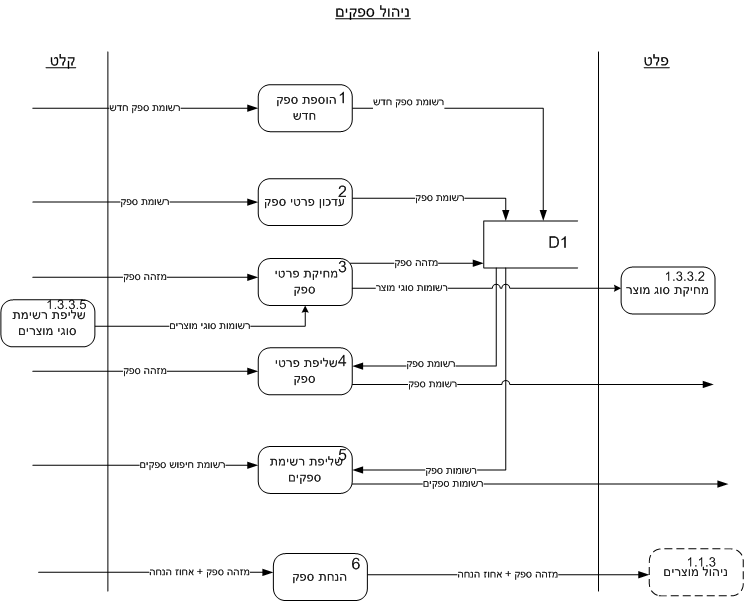 ניהול ספקים
קלט
פלט
1
הוספת ספק
חדש
רשומת ספק חדש
רשומת ספק חדש
2
עדכון פרטי ספק
רשומת ספק
רשומת ספק
D1
3
מחיקת פרטי
ספק
מזהה ספק
מזהה ספק
רשומות סוגי מוצר
1.3.3.2
מחיקת סוג מוצר
1.3.3.5
שליפת רשימת
סוגי מוצרים
רשומות סוגי מוצרים
4
שליפת פרטי
ספק
מזהה ספק
רשומת ספק
רשומת ספק
5
שליפת רשימת
ספקים
רשומת חיפוש ספקים
רשומות ספק
רשומות ספקים
6
הנחת ספק
מזהה ספק + אחוז הנחה
מזהה ספק + אחוז הנחה
1.1.3
ניהול מוצרים